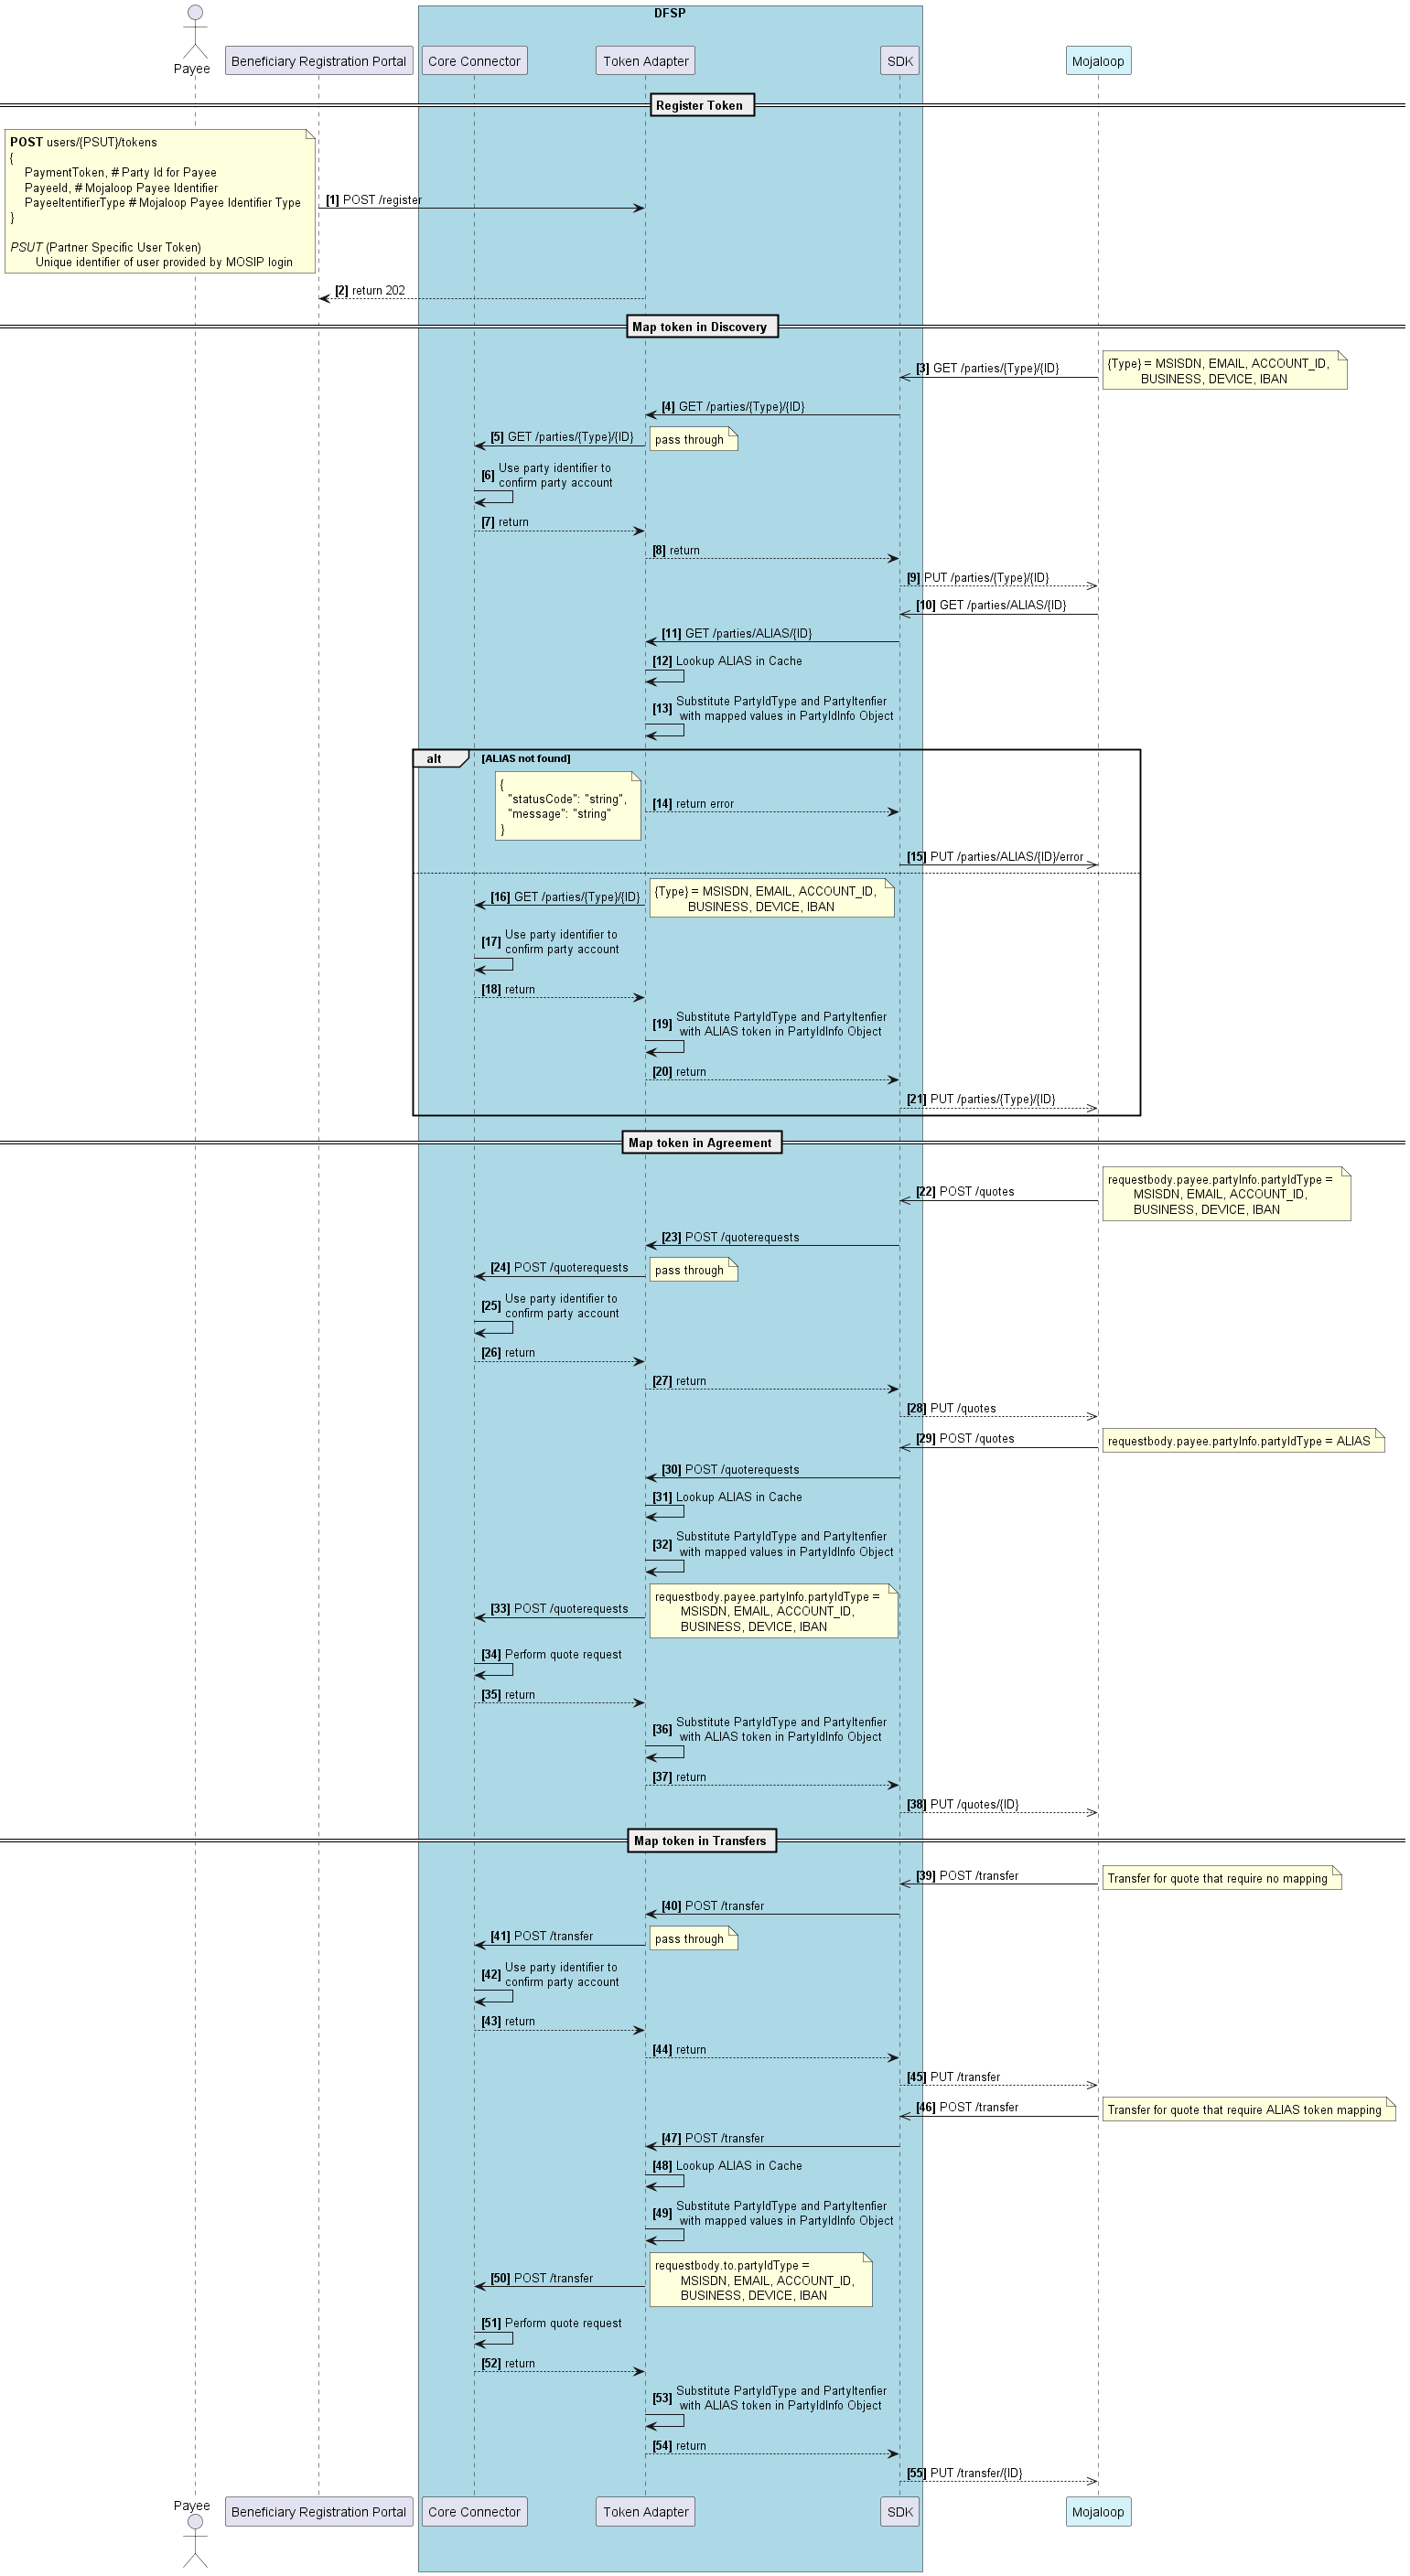 DFSP
Payee
Beneficiary Registration Portal
Core Connector
Token Adapter
SDK
Mojaloop
Register Token
POST users/{PSUT}/tokens
{
PaymentToken, # Party Id for Payee
PayeeId, # Mojaloop Payee Identifier
PayeeItentifierType # Mojaloop Payee Identifier Type
}
PSUT (Partner Specific User Token)
Unique identifier of user provided by MOSIP login
[1] POST /register
[2] return 202
Map token in Discovery
[3] GET /parties/{Type}/{ID}
{Type} = MSISDN, EMAIL, ACCOUNT_ID,
BUSINESS, DEVICE, IBAN
[4] GET /parties/{Type}/{ID}
[5] GET /parties/{Type}/{ID}
pass through
[6] Use party identifier to
confirm party account
[7] return
[8] return
[9] PUT /parties/{Type}/{ID}
[10] GET /parties/ALIAS/{ID}
[11] GET /parties/ALIAS/{ID}
[12] Lookup ALIAS in Cache
[13] Substitute PartyIdType and PartyItenfier
with mapped values in PartyIdInfo Object
alt
[ALIAS not found]
{
"statusCode": "string",
"message": "string"
}
[14] return error
[15] PUT /parties/ALIAS/{ID}/error
[16] GET /parties/{Type}/{ID}
{Type} = MSISDN, EMAIL, ACCOUNT_ID,
BUSINESS, DEVICE, IBAN
[17] Use party identifier to
confirm party account
[18] return
[19] Substitute PartyIdType and PartyItenfier
with ALIAS token in PartyIdInfo Object
[20] return
[21] PUT /parties/{Type}/{ID}
Map token in Agreement
[22] POST /quotes
requestbody.payee.partyInfo.partyIdType =
MSISDN, EMAIL, ACCOUNT_ID,
BUSINESS, DEVICE, IBAN
[23] POST /quoterequests
[24] POST /quoterequests
pass through
[25] Use party identifier to
confirm party account
[26] return
[27] return
[28] PUT /quotes
[29] POST /quotes
requestbody.payee.partyInfo.partyIdType = ALIAS
[30] POST /quoterequests
[31] Lookup ALIAS in Cache
[32] Substitute PartyIdType and PartyItenfier
with mapped values in PartyIdInfo Object
[33] POST /quoterequests
requestbody.payee.partyInfo.partyIdType =
MSISDN, EMAIL, ACCOUNT_ID,
BUSINESS, DEVICE, IBAN
[34] Perform quote request
[35] return
[36] Substitute PartyIdType and PartyItenfier
with ALIAS token in PartyIdInfo Object
[37] return
[38] PUT /quotes/{ID}
Map token in Transfers
[39] POST /transfer
Transfer for quote that require no mapping
[40] POST /transfer
[41] POST /transfer
pass through
[42] Use party identifier to
confirm party account
[43] return
[44] return
[45] PUT /transfer
[46] POST /transfer
Transfer for quote that require ALIAS token mapping
[47] POST /transfer
[48] Lookup ALIAS in Cache
[49] Substitute PartyIdType and PartyItenfier
with mapped values in PartyIdInfo Object
[50] POST /transfer
requestbody.to.partyIdType =
MSISDN, EMAIL, ACCOUNT_ID,
BUSINESS, DEVICE, IBAN
[51] Perform quote request
[52] return
[53] Substitute PartyIdType and PartyItenfier
with ALIAS token in PartyIdInfo Object
[54] return
[55] PUT /transfer/{ID}
Payee
Beneficiary Registration Portal
Core Connector
Token Adapter
SDK
Mojaloop